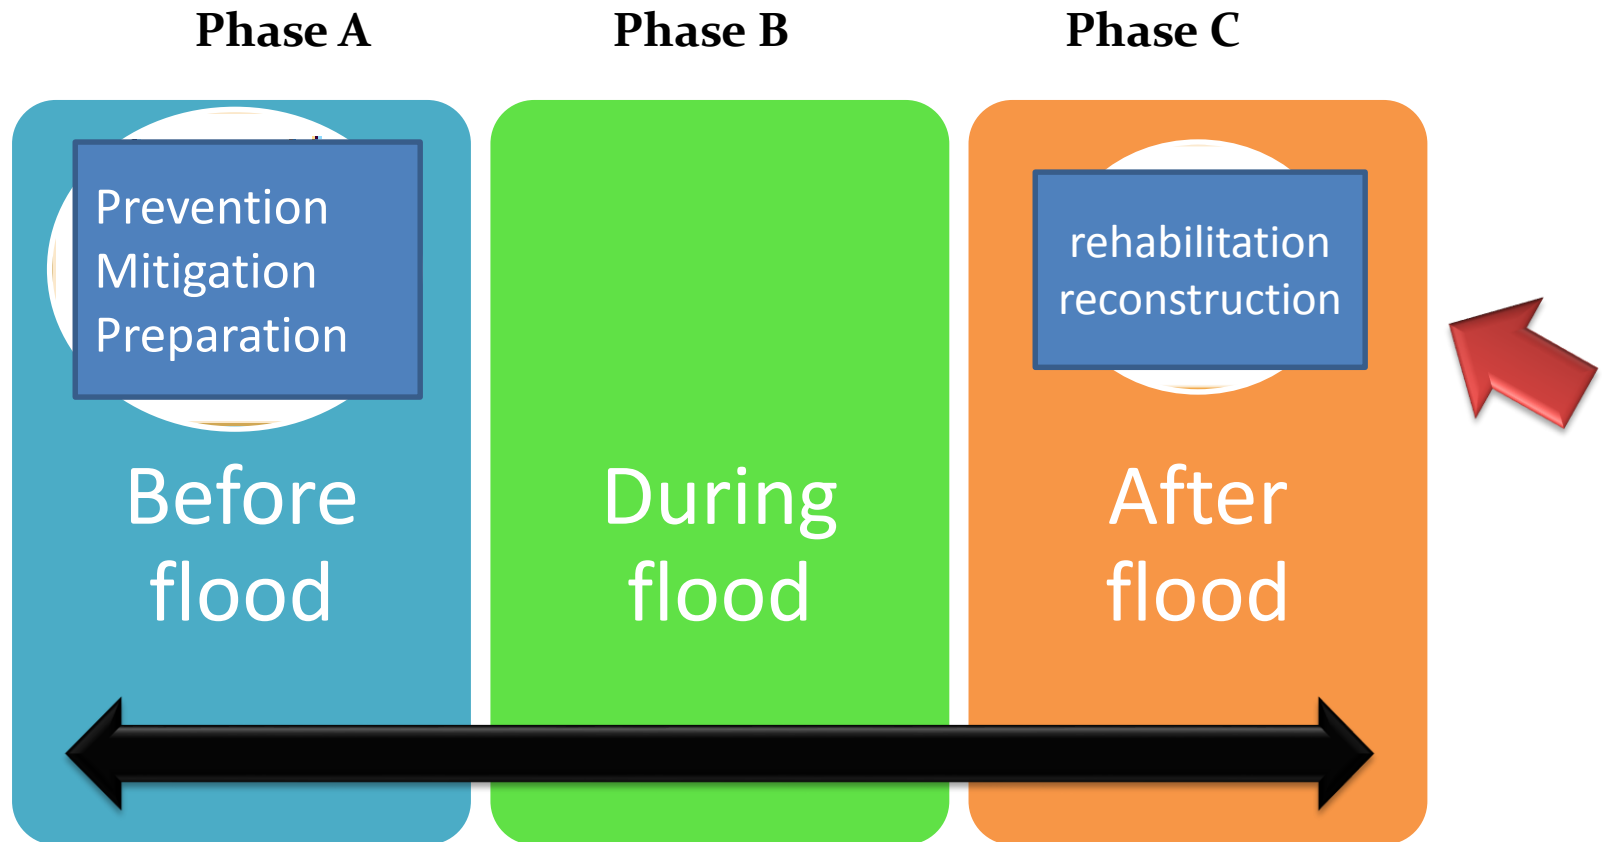 Phase A
Phase B
Phase C
Prevention
Mitigation
Preparation
Before
flood
During
flood
rehabilitation
reconstruction
After
flood